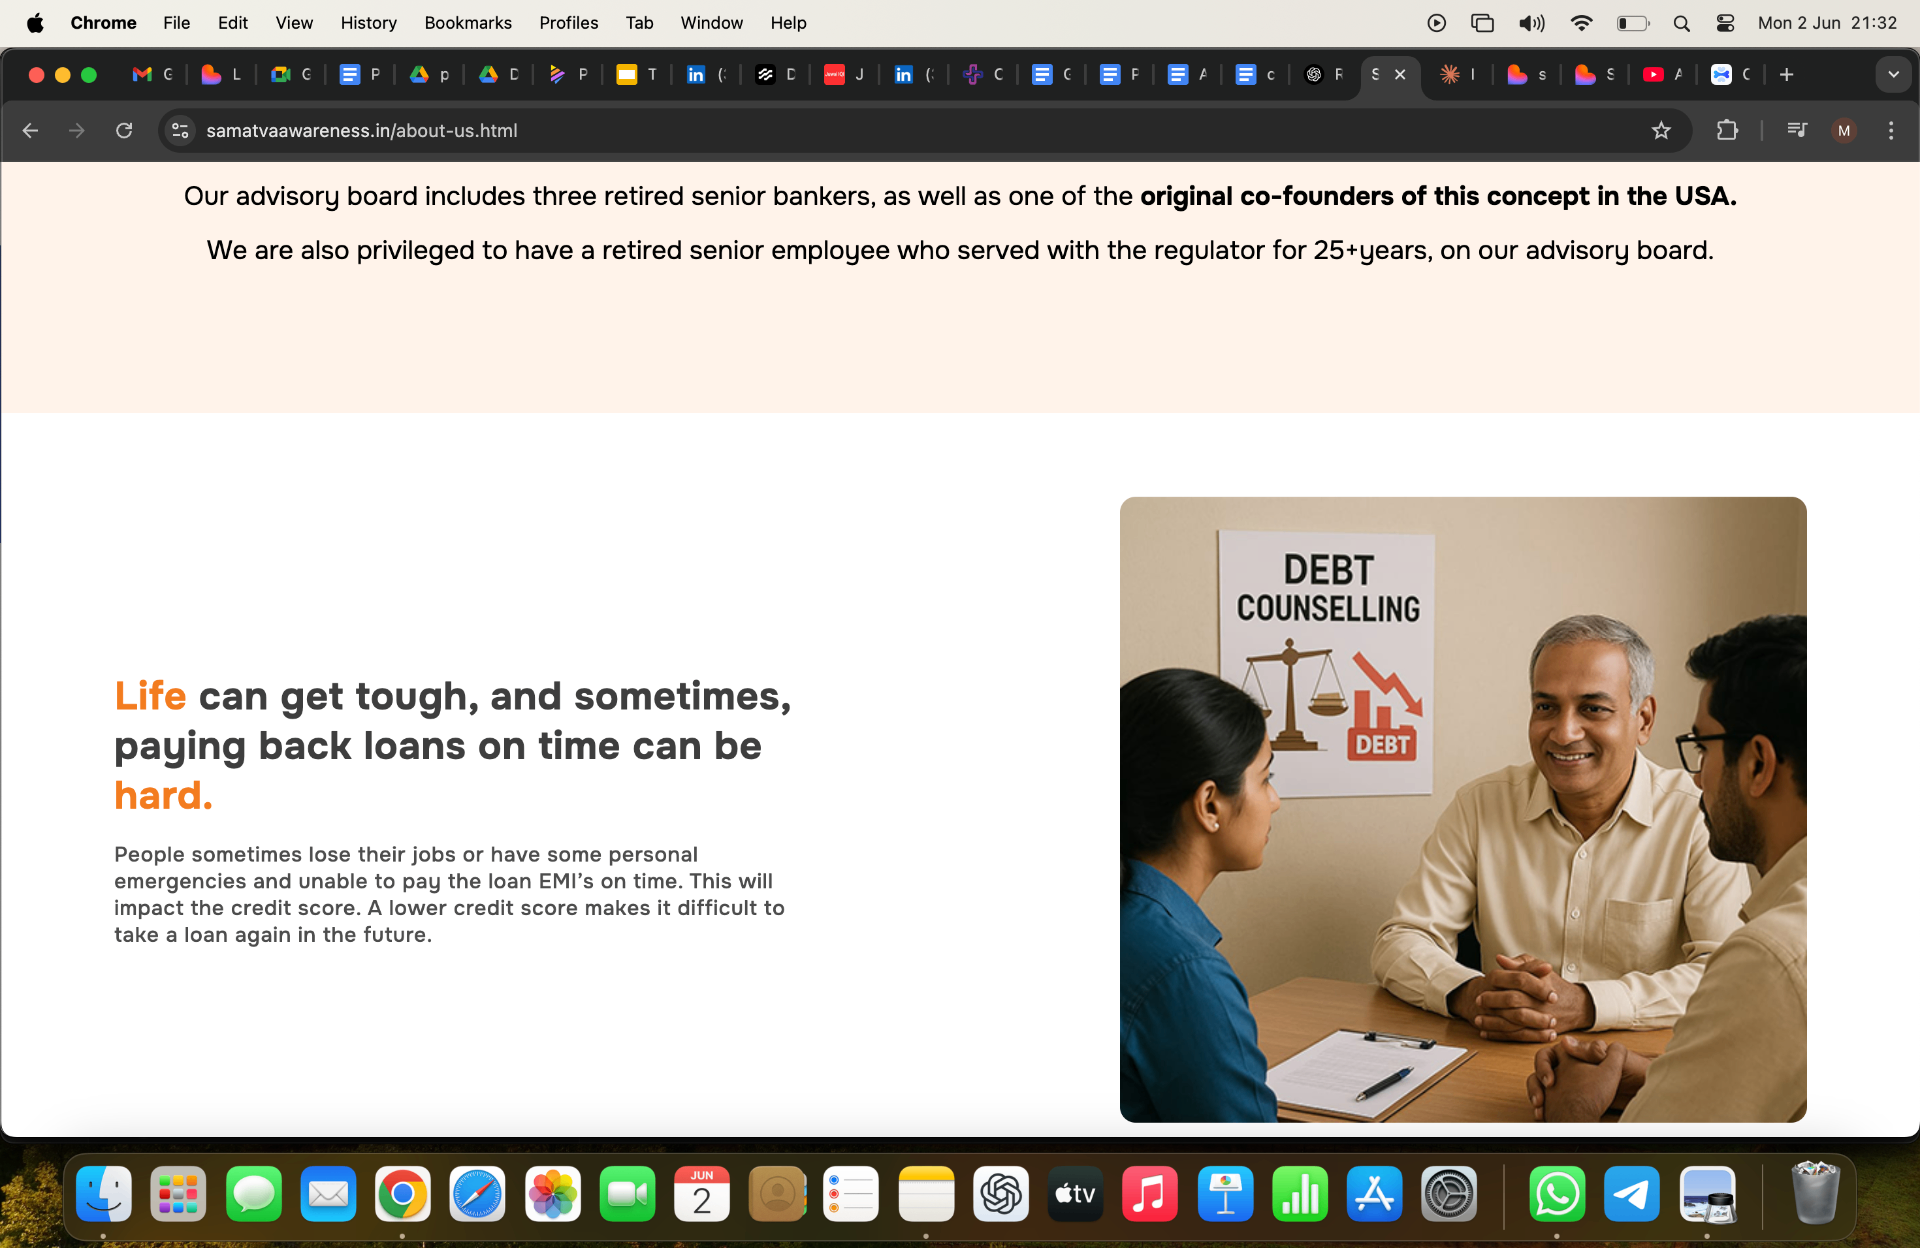 Chrome File Edit View History Bookmarks Profiles Tab Window Help Mon 2 Jun 21:32
G L G P p D P T (3 D J (3 C G P A c R S I s S A C
samatvaawareness.in/about-us.html M
Our advisory board includes three retired senior bankers, as well as one of the original co-founders of this concept in the USA.
We are also privileged to have a retired senior employee who served with the regulator for 25+years, on our advisory board.
DEBT
COUNSELLING
DEBT
Life can get tough, and sometimes,
paying back loans on time can be
hard.
People sometimes lose their jobs or have some personal
emergencies and unable to pay the loan EMI’s on time. This will
impact the credit score. A lower credit score makes it difficult to
take a loan again in the future.
JUN
2
tv